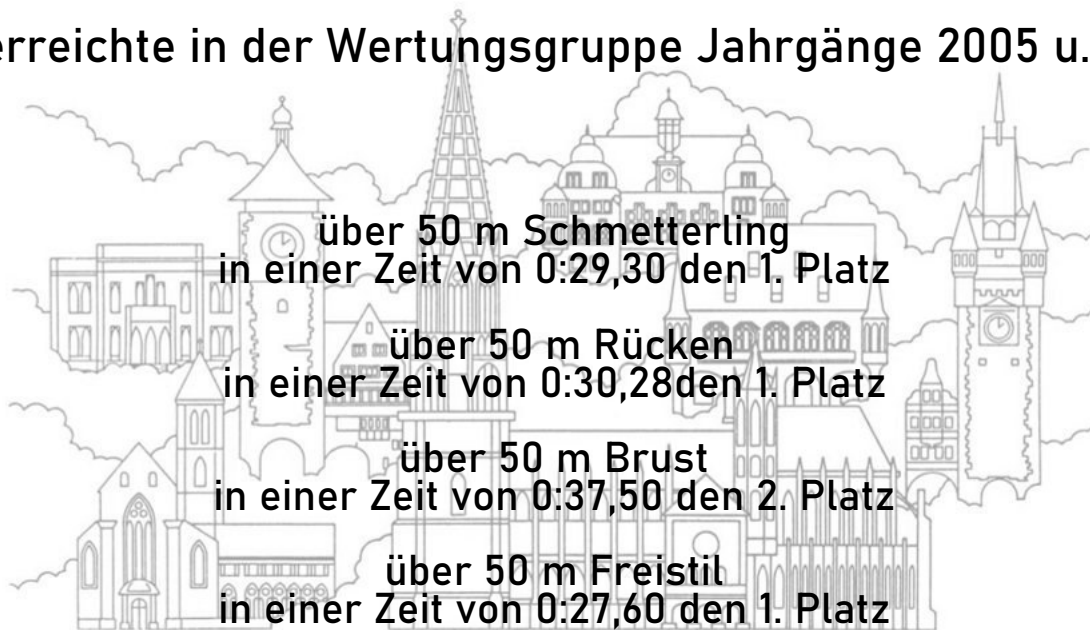 erreichte in der Wertungsgruppe Jahrgänge 2005 u.
über 50 m Schmetterling
in einer Zeit von 0:29,30 den 1. Platz
über 50 m Rücken
in einer Zeit von 0:30,28den 1. Platz
über 50 m Brust
in einer Zeit von 0:37,50 den 2. Platz
über 50 m Freistil
in einer Zeit von 0:27,60 den 1. Platz